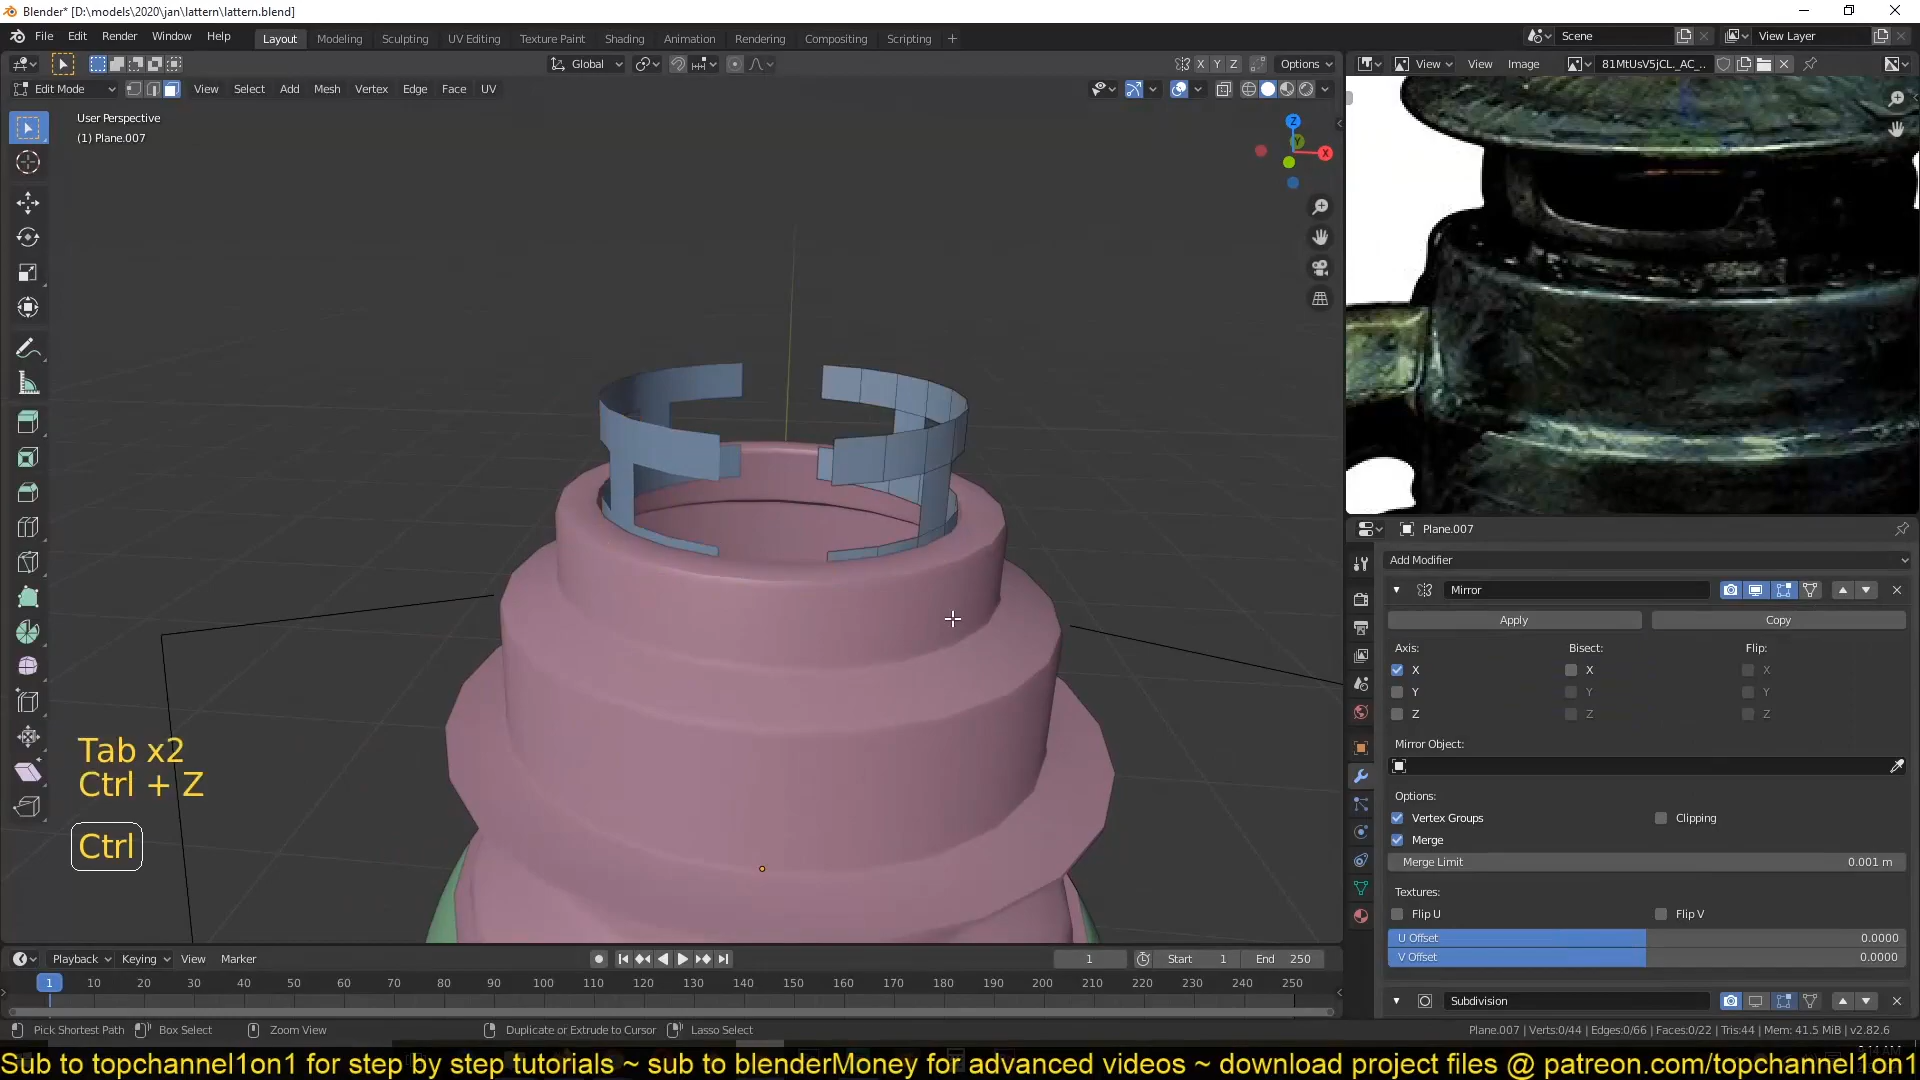 Blender* [D:\models\2020\jan\lattern\lattern.blend]
File Edit Render Window Help Layout Modeling Sculpting UV Editing Texture Paint Shading Animation Rendering Compositing Scripting Scene View Layer
Global X Y Z Options View View Image 81MtUsV5jCL._AC_..
Edit Mode View Select Add Mesh Vertex Edge Face UV
User Perspective
(1) Plane.007
Z
Y
X
Plane.007
Add Modifier
Mirror
Apply Copy
Axis: Bisect: Flip:
X X X
Y Y Y
Z Z Z
Mirror Object:
Options:
Vertex Groups Clipping
Merge
Merge Limit 0.001 m
Textures:
Flip U Flip V
U Offset 0.0000
V Offset 0.0000
Subdivision
Tab x2
Ctrl + Z
Ctrl
Playback Keying View Marker 1 Start 1 End 250
1 10 20 30 40 50 60 70 80 90 100 110 120 130 140 150 160 170 180 190 200 210 220 230 240 250
Pick Shortest Path Box Select Zoom View Duplicate or Extrude to Cursor Lasso Select Plane.007 | Verts:0/44 | Edges:0/66 | Faces:0/22 | Tris:44 | Mem: 41.5 MiB | v2.82.6
Sub to topchannel1on1 for step by step tutorials ~ sub to blenderMoney for advanced videos ~ download project files @ patreon.com/topchannel1on1